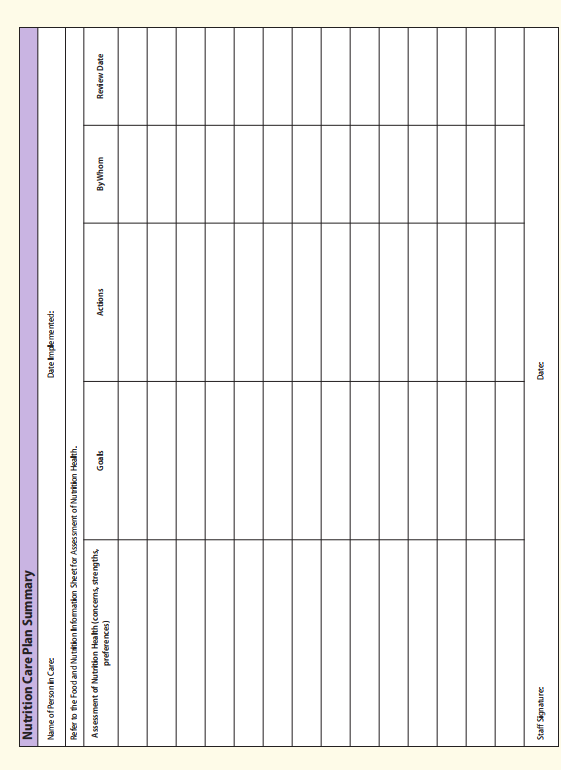 Nutrition Care Plan Summary
Name of Person in Care: Date Implemented:
Refer to the Food and Nutrition Information Sheet for Assessment of Nutrition Health.
Assessment of Nutrition Health (concerns, strengths,
preferences)
Goals
Actions
By Whom
Review Date
Staff Signature: Date: